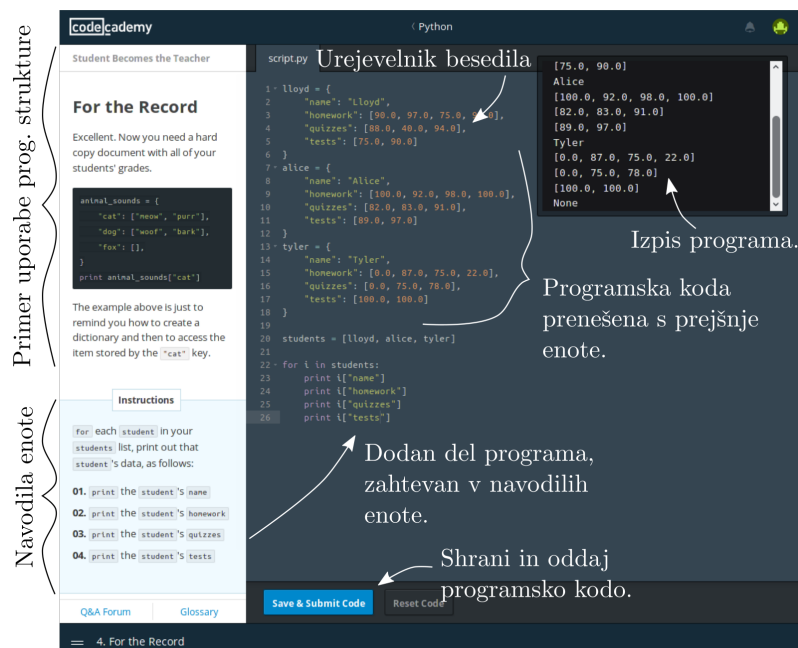 codecademy
〈 Python
Primer uporabe prog. strukture
Navodila enote
Student Becomes the Teacher
For the Record
Excellent. Now you need a hard
copy document with all of your
students' grades.
animal_sounds = {
"cat": ["meow", "purr"],
"dog": ["woof", "bark"],
"fox": [],
}
print animal_sounds["cat"]
The example above is just to
remind you how to create a
dictionary and then to access the
item stored by the "cat" key.
Instructions
for each student in your
students list, print out that
student's data, as follows:
01. print the student's name
02. print the student's homework
03. print the student's quizzes
04. print the student's tests
Q&A Forum Glossary
script.py
Urejevelnik besedila
1 lloyd = {
2 "name": "Lloyd",
3 "homework": [90.0, 97.0, 75.0,
4 "quizzes": [88.0, 40.0, 94.0],
5 "tests": [75.0, 90.0]
6 }
7 alice = {
8 "name": "Alice",
9 "homework": [100.0, 92.0, 98.0, 100.0],
10 "quizzes": [82.0, 83.0, 91.0],
11 "tests": [89.0, 97.0]
12 }
13 tyler = {
14 "name": "Tyler",
15 "homework": [0.0, 87.0, 75.0, 22.0],
16 "quizzes": [0.0, 75.0, 78.0],
17 "tests": [100.0, 100.0]
18 }
19
20 students = [lloyd, alice, tyler]
21
22 for i in students:
23 print i["name"]
24 print i["homework"]
25 print i["quizzes"]
26 print i["tests"]
[75.0, 90.0]
Alice
[100.0, 92.0, 98.0, 100.0]
[82.0, 83.0, 91.0]
[89.0, 97.0]
Tyler
[0.0, 87.0, 75.0, 22.0]
[0.0, 75.0, 78.0]
[100.0, 100.0]
None
Izpis programa.
Programska koda
prenešena s prejšnje
enote.
Dodan del programa,
zahtevan v navodilih
enote.
Shrani in oddaj
programsko kodo.
Save & Submit Code
Reset Code
4. For the Record